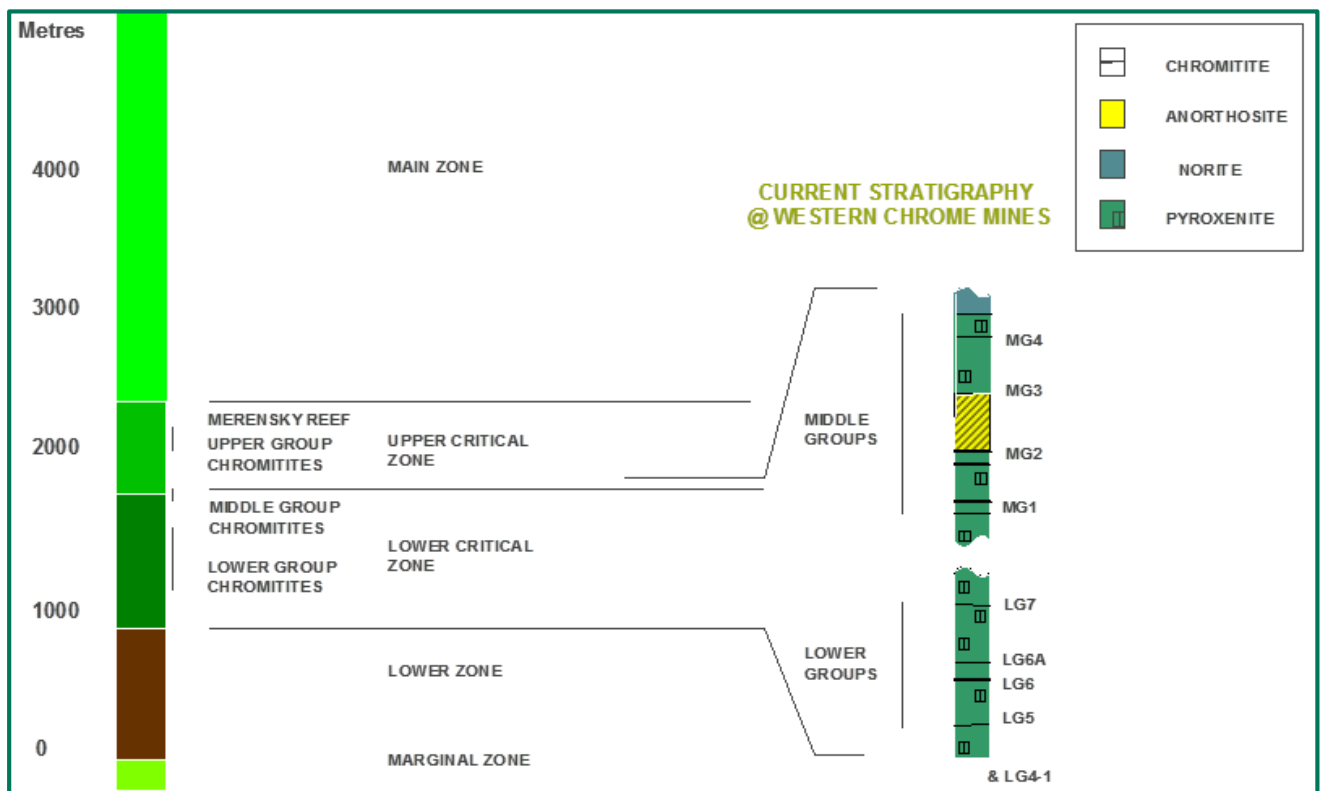 Metres
4000
3000
2000
1000
0
MAIN ZONE
MERENSKY REEF
UPPER GROUP
CHROMITITES
UPPER CRITICAL
ZONE
MIDDLE GROUP
CHROMITITES
LOWER GROUP
CHROMITITES
LOWER CRITICAL
ZONE
LOWER ZONE
MARGINAL ZONE
CURRENT STRATIGRAPHY
@ WESTERN CHROME MINES
MIDDLE
GROUPS
LOWER
GROUPS
MG4
MG3
MG2
MG1
LG7
LG6A
LG6
LG5
& LG4-1
CHROMITITE
ANORTHOSITE
NORITE
PYROXENITE